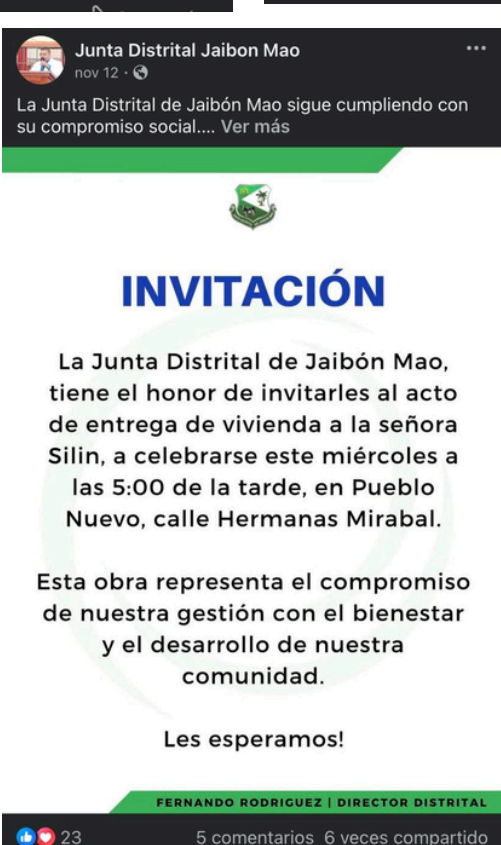 Junta Distrital Jaibon Mao
nov 12 ·
La Junta Distrital de Jaibón Mao sigue cumpliendo con
su compromiso social.... Ver más
INVITACIÓN
La Junta Distrital de Jaibón Mao,
tiene el honor de invitarles al acto
de entrega de vivienda a la señora
Silin, a celebrarse este miércoles a
las 5:00 de la tarde, en Pueblo
Nuevo, calle Hermanas Mirabal.
Esta obra representa el compromiso
de nuestra gestión con el bienestar
y el desarrollo de nuestra
comunidad.
Les esperamos!
FERNANDO RODRIGUEZ | DIRECTOR DISTRITAL
23
5 comentarios 6 veces compartido